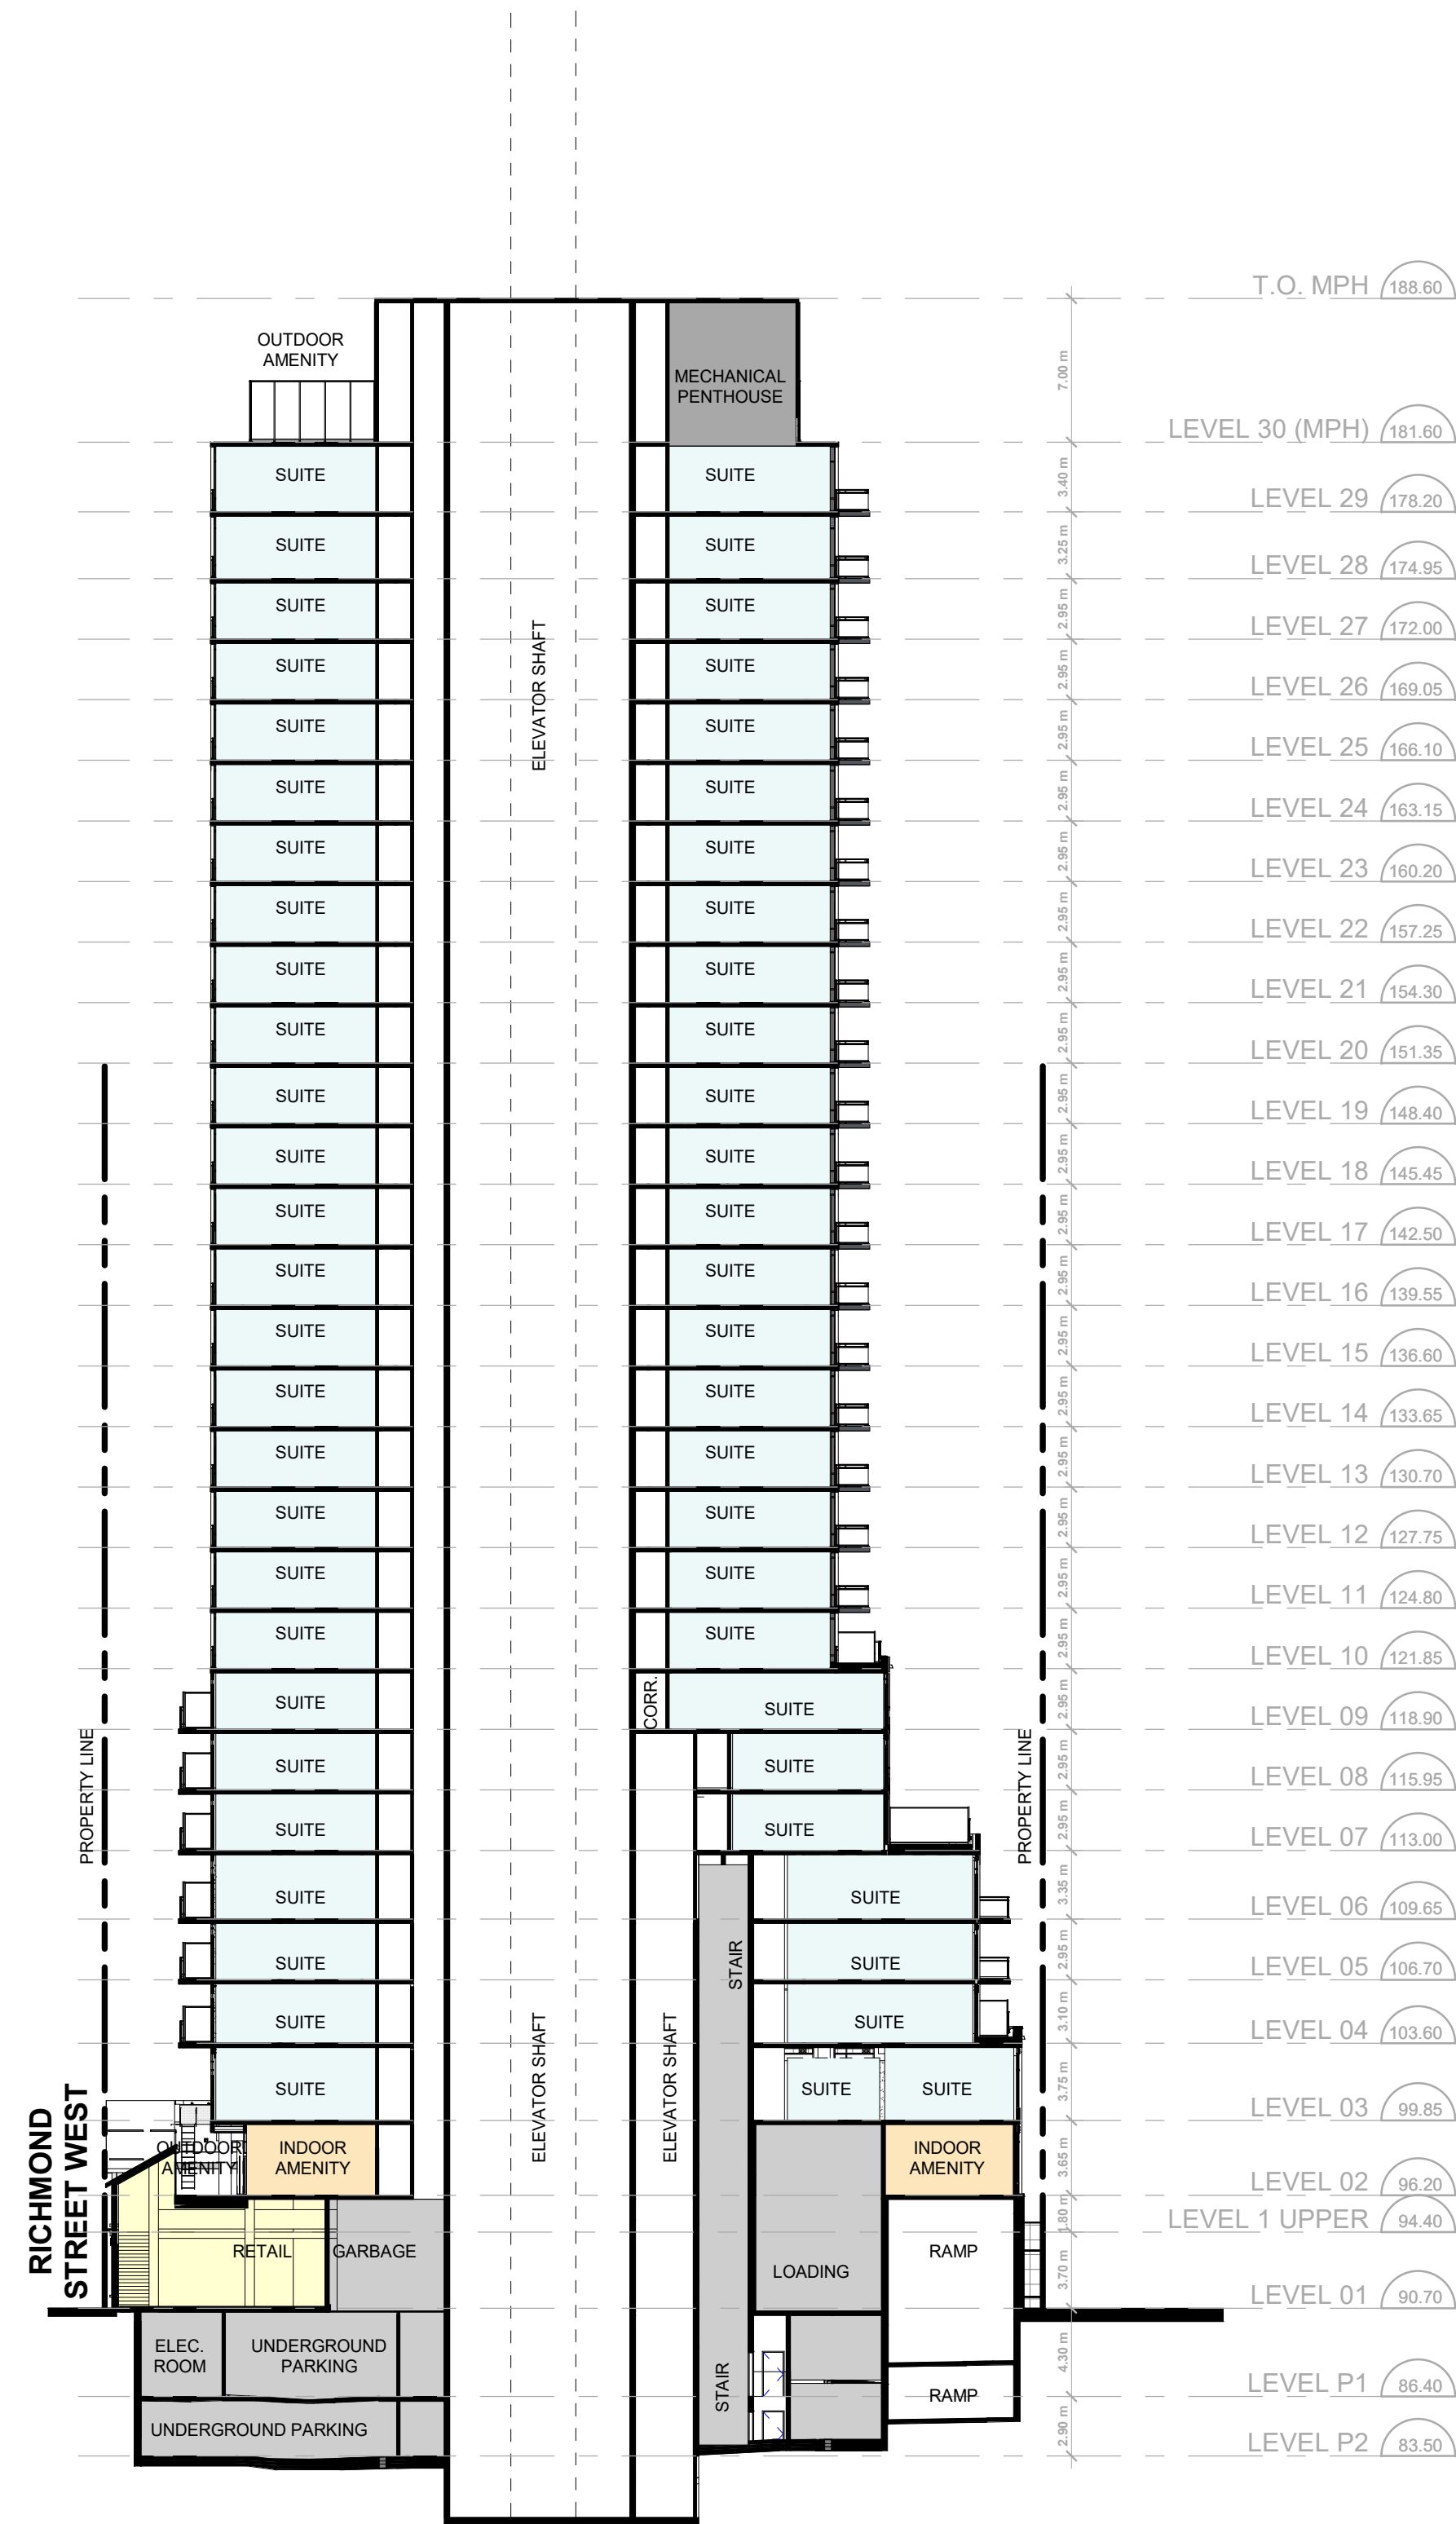 T.O. MPH 188.60
OUTDOOR
AMENITY
MECHANICAL
PENTHOUSE
7.00 m
LEVEL 30 (MPH) 181.60
SUITE SUITE 3.40 m
LEVEL 29 178.20
SUITE SUITE 3.25 m
LEVEL 28 174.95
SUITE SUITE 2.95 m
LEVEL 27 172.00
SUITE SUITE 2.95 m
LEVEL 26 169.05
SUITE SUITE 2.95 m
LEVEL 25 166.10
ELEVATOR SHAFT
SUITE SUITE 2.95 m
LEVEL 24 163.15
SUITE SUITE 2.95 m
LEVEL 23 160.20
SUITE SUITE 2.95 m
LEVEL 22 157.25
SUITE SUITE 2.95 m
LEVEL 21 154.30
SUITE SUITE 2.95 m
LEVEL 20 151.35
SUITE SUITE 2.95 m
LEVEL 19 148.40
SUITE SUITE 2.95 m
LEVEL 18 145.45
SUITE SUITE 2.95 m
LEVEL 17 142.50
SUITE SUITE 2.95 m
LEVEL 16 139.55
SUITE SUITE 2.95 m
LEVEL 15 136.60
SUITE SUITE 2.95 m
LEVEL 14 133.65
SUITE SUITE 2.95 m
LEVEL 13 130.70
SUITE SUITE 2.95 m
LEVEL 12 127.75
SUITE SUITE 2.95 m
LEVEL 11 124.80
SUITE SUITE 2.95 m
LEVEL 10 121.85
SUITE CORR. SUITE 2.95 m
LEVEL 09 118.90
SUITE SUITE 2.95 m
LEVEL 08 115.95
PROPERTY LINE
PROPERTY LINE
SUITE SUITE 2.95 m
LEVEL 07 113.00
SUITE SUITE 3.35 m
LEVEL 06 109.65
SUITE STAIR SUITE 2.95 m
LEVEL 05 106.70
SUITE SUITE 3.10 m
LEVEL 04 103.60
ELEVATOR SHAFT
ELEVATOR SHAFT
SUITE SUITE SUITE 3.75 m
LEVEL 03 99.85
RICHMOND
STREET WEST
OUTDOOR
AMENITY
INDOOR
AMENITY
INDOOR
AMENITY
3.65 m
LEVEL 02 96.20
1.80 m
LEVEL 1 UPPER 94.40
RETAIL GARBAGE LOADING RAMP 3.70 m
LEVEL 01 90.70
ELEC.
ROOM
UNDERGROUND
PARKING
STAIR
4.30 m
LEVEL P1 86.40
RAMP
UNDERGROUND PARKING 2.90 m
LEVEL P2 83.50